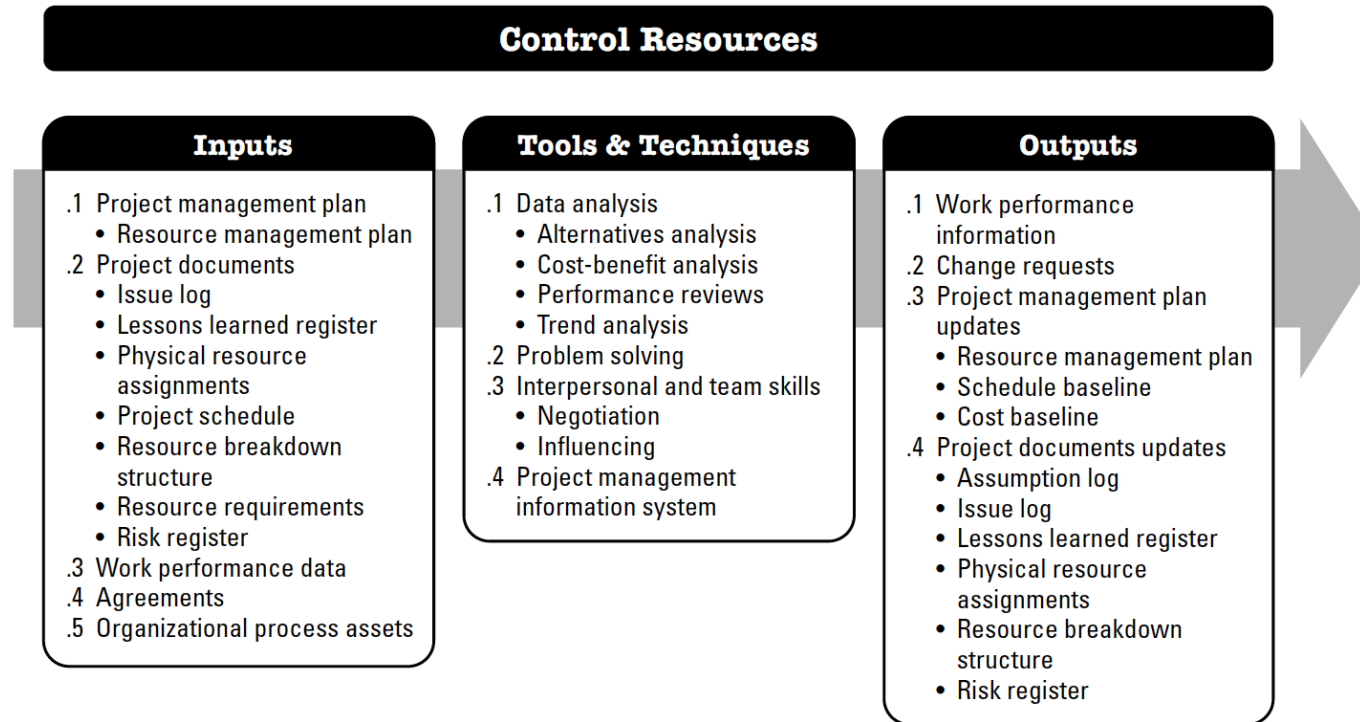 Control Resources
Inputs
.1 Project management plan
• Resource management plan
.2 Project documents
• Issue log
• Lessons learned register
• Physical resource
assignments
• Project schedule
• Resource breakdown
structure
• Resource requirements
• Risk register
.3 Work performance data
.4 Agreements
.5 Organizational process assets
Tools & Techniques
.1 Data analysis
• Alternatives analysis
• Cost-benefit analysis
• Performance reviews
• Trend analysis
.2 Problem solving
.3 Interpersonal and team skills
• Negotiation
• Influencing
.4 Project management
information system
Outputs
.1 Work performance
information
.2 Change requests
.3 Project management plan
updates
• Resource management plan
• Schedule baseline
• Cost baseline
.4 Project documents updates
• Assumption log
• Issue log
• Lessons learned register
• Physical resource
assignments
• Resource breakdown
structure
• Risk register